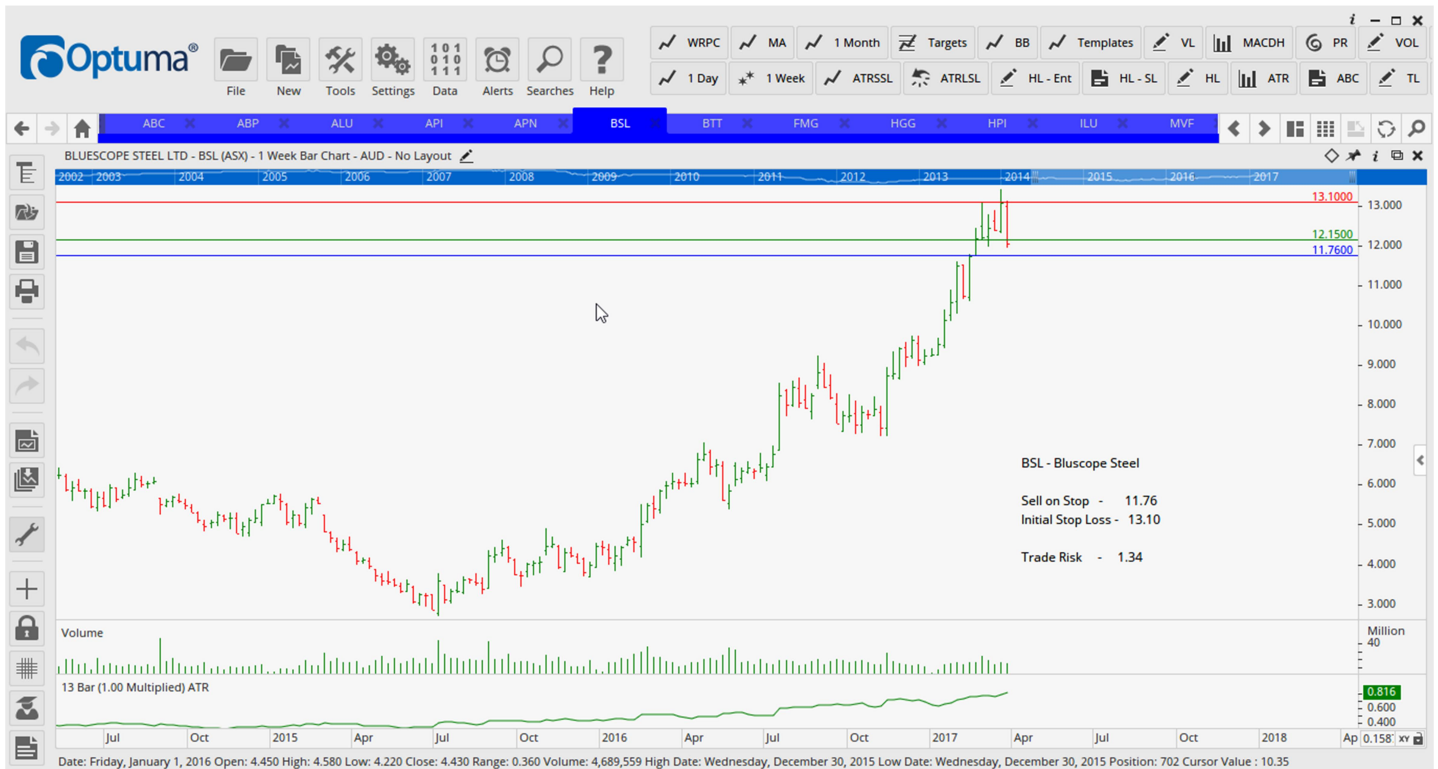 Optuma®
File
New
Tools
Settings
Data
Alerts
Searches
Help
WRPC
MA
1 Month
Targets
BB
Templates
VL
MACDH
PR
VOL
1 Day
1 Week
ATRSSL
ATRLSL
HL - Ent
HL - SL
HL
ATR
ABC
TL
ABC
ABP
ALU
API
APN
BSL
BTT
FMG
HGG
HPI
ILU
MVF
BLUESCOPE STEEL LTD - BSL (ASX) - 1 Week Bar Chart - AUD - No Layout
2002 2003 2004 2005 2006 2007 2008 2009 2010 2011 2012 2013 2014 2015 2016 2017
13.1000
13.000
12.1500
12.000
11.7600
11.000
10.000
9.000
8.000
7.000
6.000
5.000
4.000
3.000
BSL - Bluscope Steel
Sell on Stop - 11.76
Initial Stop Loss - 13.10
Trade Risk - 1.34
Volume
Million
40
13 Bar (1.00 Multiplied) ATR
0.816
0.600
0.400
Jul Oct 2015 Apr Jul Oct 2016 Apr Jul Oct 2017 Apr Jul Oct 2018 Ap
0.158 XY
Date: Friday, January 1, 2016 Open: 4.450 High: 4.580 Low: 4.220 Close: 4.430 Range: 0.360 Volume: 4,689,559 High Date: Wednesday, December 30, 2015 Low Date: Wednesday, December 30, 2015 Position: 702 Cursor Value : 10.35